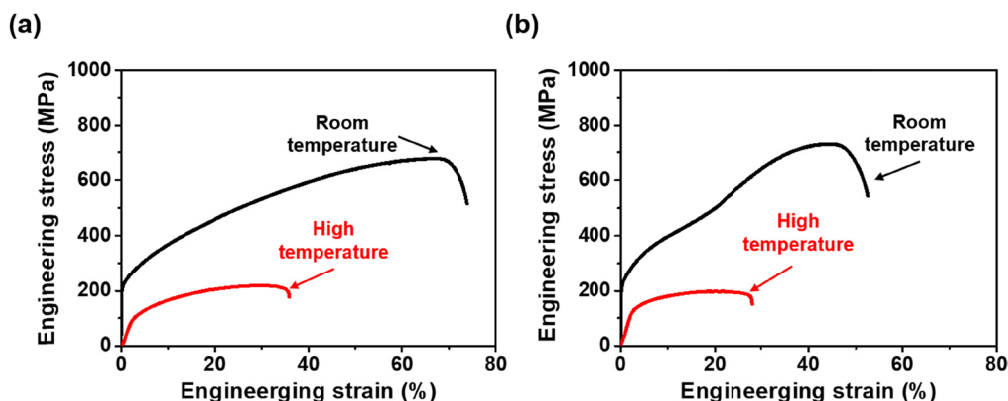 (a)
Engineering stress (MPa)
1000
800
600
400
200
0
Room
temperature
High
temperature
0
20
40
60
80
Engineerging strain (%)
(b)
Engineering stress (MPa)
1000
800
600
400
200
0
Room
temperature
High
temperature
0
20
40
60
80
Engineerging strain (%)